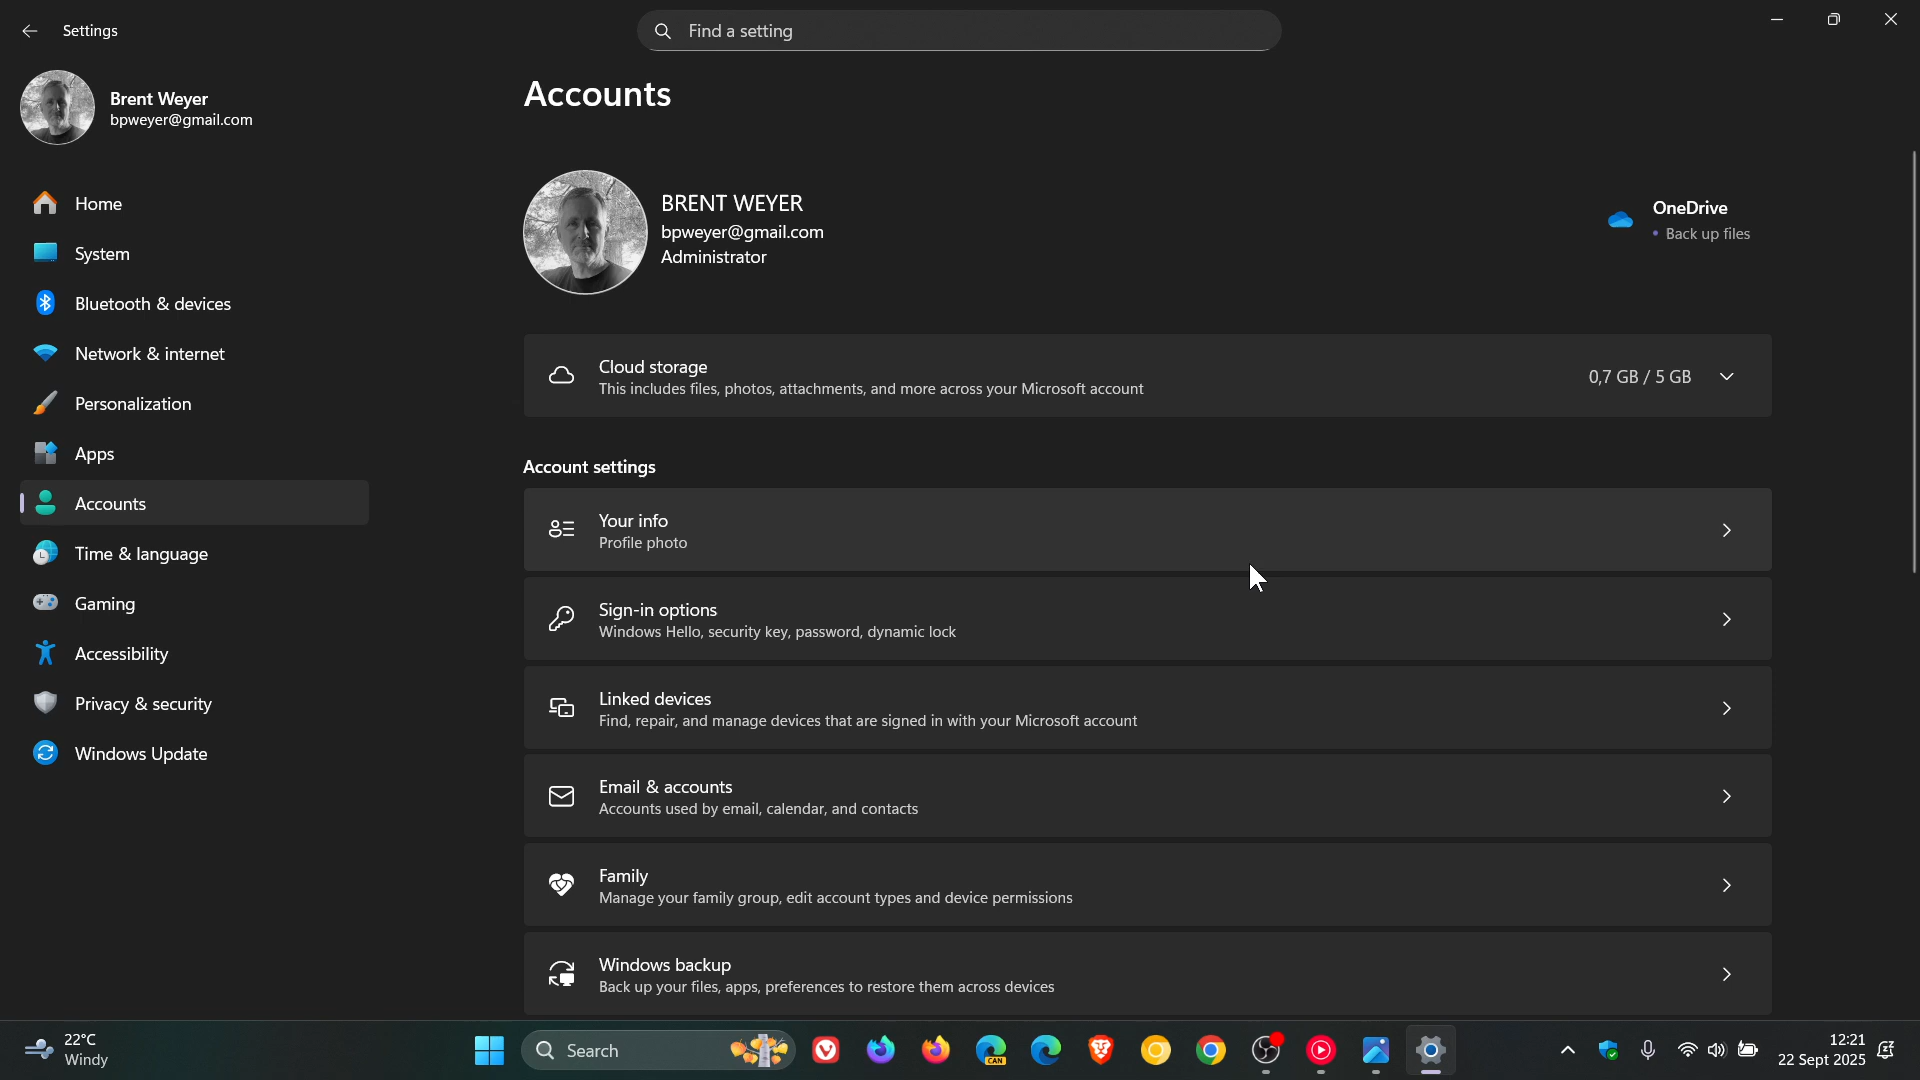 Settings
Find a setting
Brent Weyer
bpweyer@gmail.com
Home
System
Bluetooth & devices
Network & internet
Personalization
Apps
Accounts
Time & language
Gaming
Accessibility
Privacy & security
Windows Update
Accounts
BRENT WEYER
bpweyer@gmail.com
Administrator
OneDrive
• Back up files
Cloud storage
This includes files, photos, attachments, and more across your Microsoft account
0,7 GB / 5 GB
Account settings
Your info
Profile photo
Sign-in options
Windows Hello, security key, password, dynamic lock
Linked devices
Find, repair, and manage devices that are signed in with your Microsoft account
Email & accounts
Accounts used by email, calendar, and contacts
Family
Manage your family group, edit account types and device permissions
Windows backup
Back up your files, apps, preferences to restore them across devices
22°C
Windy
Search
CAN
12:21
22 Sept 2025